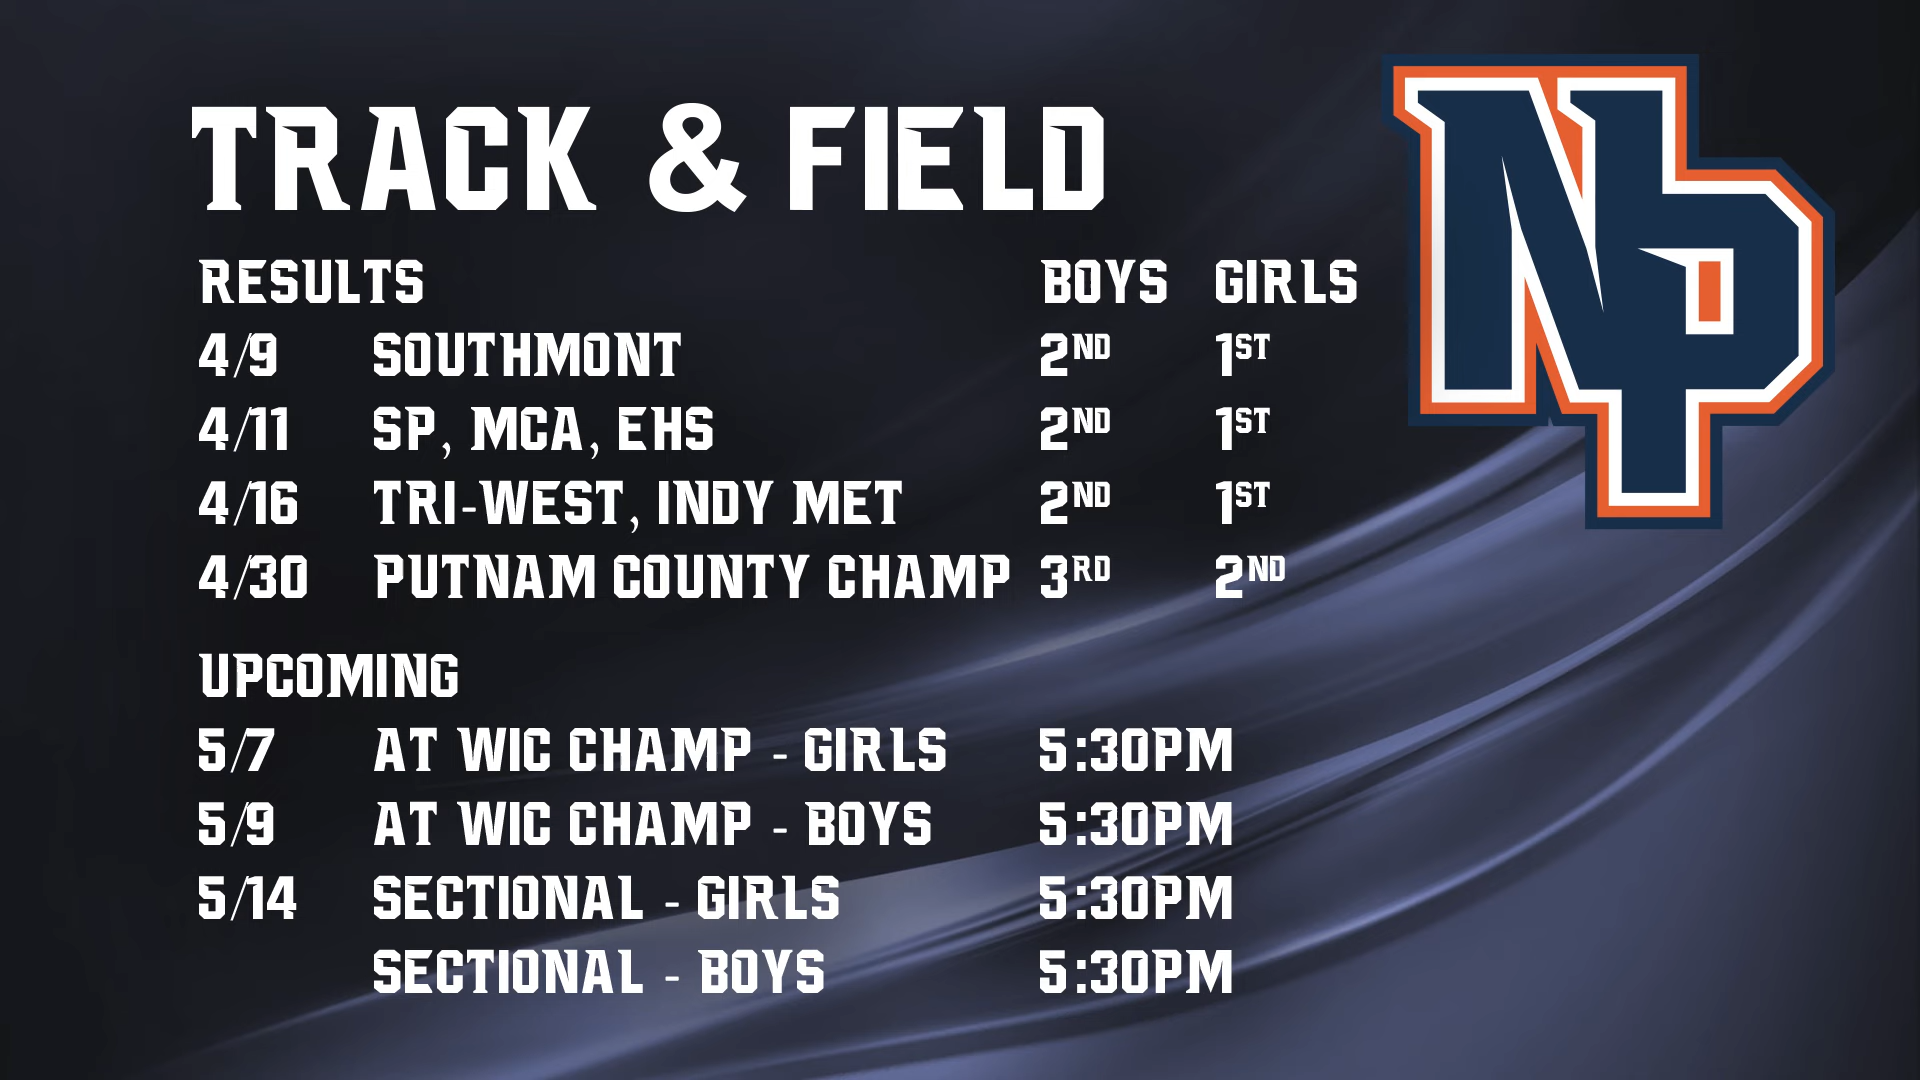 TRACK & FIELD
NP
RESULTS BOYS GIRLS
4/9 SOUTHMONT 2ND 1ST
4/11 SP, MCA, EHS 2ND 1ST
4/16 TRI-WEST, INDY MET 2ND 1ST
4/30 PUTNAM COUNTY CHAMP 3RD 2ND
UPCOMING
5/7 AT WIC CHAMP - GIRLS 5:30PM
5/9 AT WIC CHAMP - BOYS 5:30PM
5/14 SECTIONAL - GIRLS 5:30PM
SECTIONAL - BOYS 5:30PM